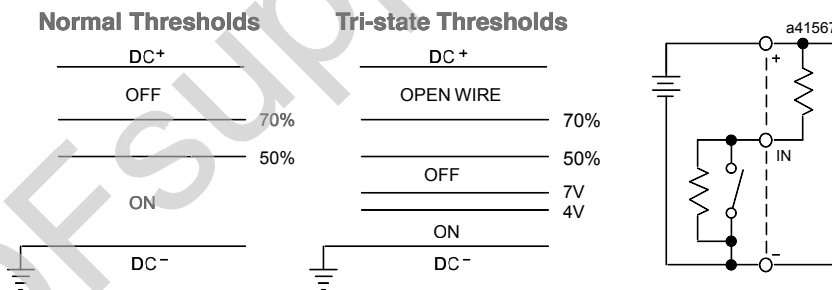 Normal Thresholds
DC+
OFF
70%
50%
ON
DC-
Tri-state Thresholds
DC +
OPEN WIRE
70%
50%
OFF
7V
4V
ON
DC-
a41567
+
IN
-